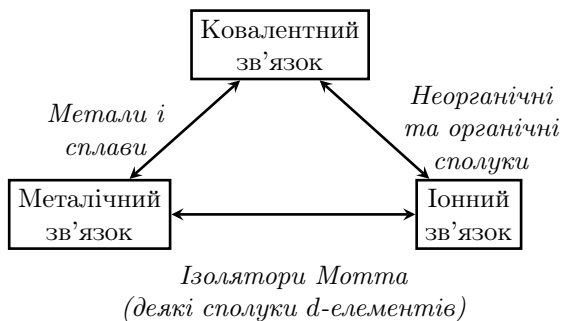 Ковалентний
зв'язок
Метали і
сплави
Неорганічні
та органічні
сполуки
Металічний
зв'язок
Іонний
зв'язок
Ізолятори Мотта
(деякі сполуки d-елементів)